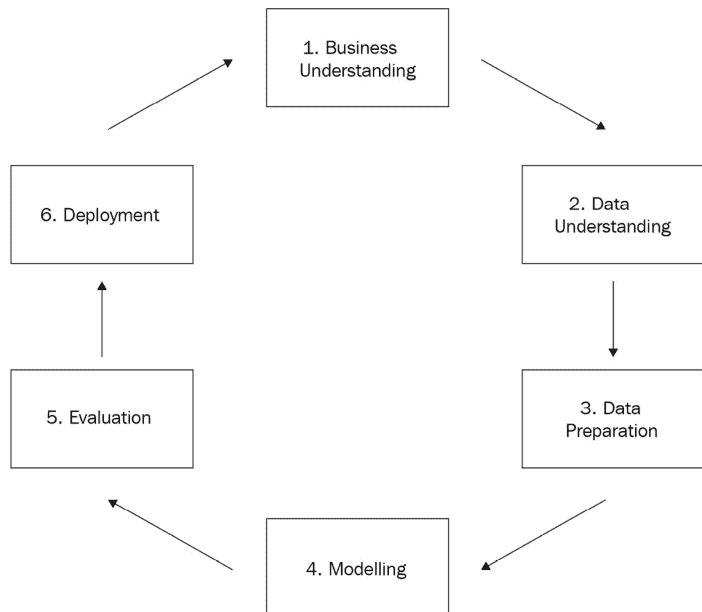 1. Business
Understanding
2. Data
Understanding
3. Data
Preparation
4. Modelling
5. Evaluation
6. Deployment